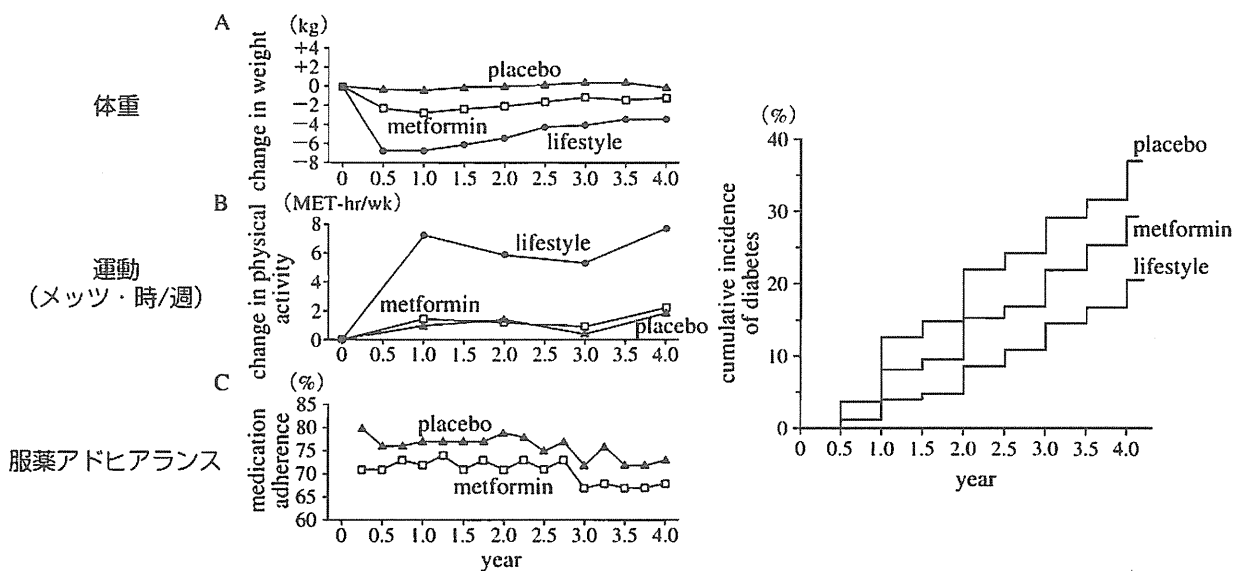 A
(kg)
体重
change in weight
+4
+2
0
−2
−4
−6
−8
placebo
metformin
lifestyle
0 0.5 1.0 1.5 2.0 2.5 3.0 3.5 4.0
B
(MET-hr/wk)
運動
(メッツ・時/週)
change in physical
activity
8
6
4
2
0
lifestyle
metformin
placebo
0 0.5 1.0 1.5 2.0 2.5 3.0 3.5 4.0
C
(%)
服薬アドヒアランス
medication
adherence
85
80
75
70
65
60
placebo
metformin
0 0.5 1.0 1.5 2.0 2.5 3.0 3.5 4.0
year
(%)
cumulative incidence
of diabetes
40
30
20
10
0
placebo
metformin
lifestyle
0 0.5 1.0 1.5 2.0 2.5 3.0 3.5 4.0
year